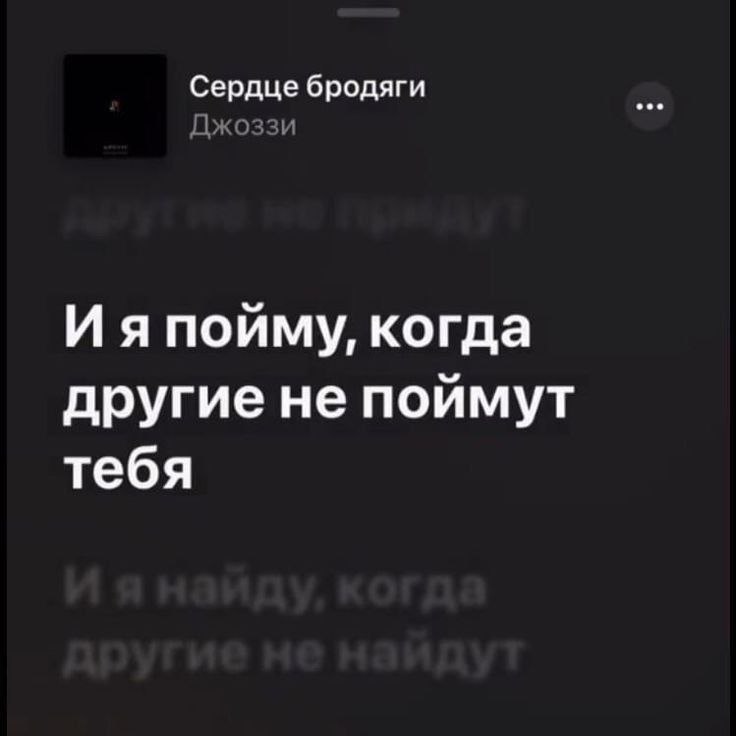 Сердце бродяги
Джоззи
другие не придут
И я пойму, когда
другие не поймут
тебя
И я найду, когда
другие не найдут